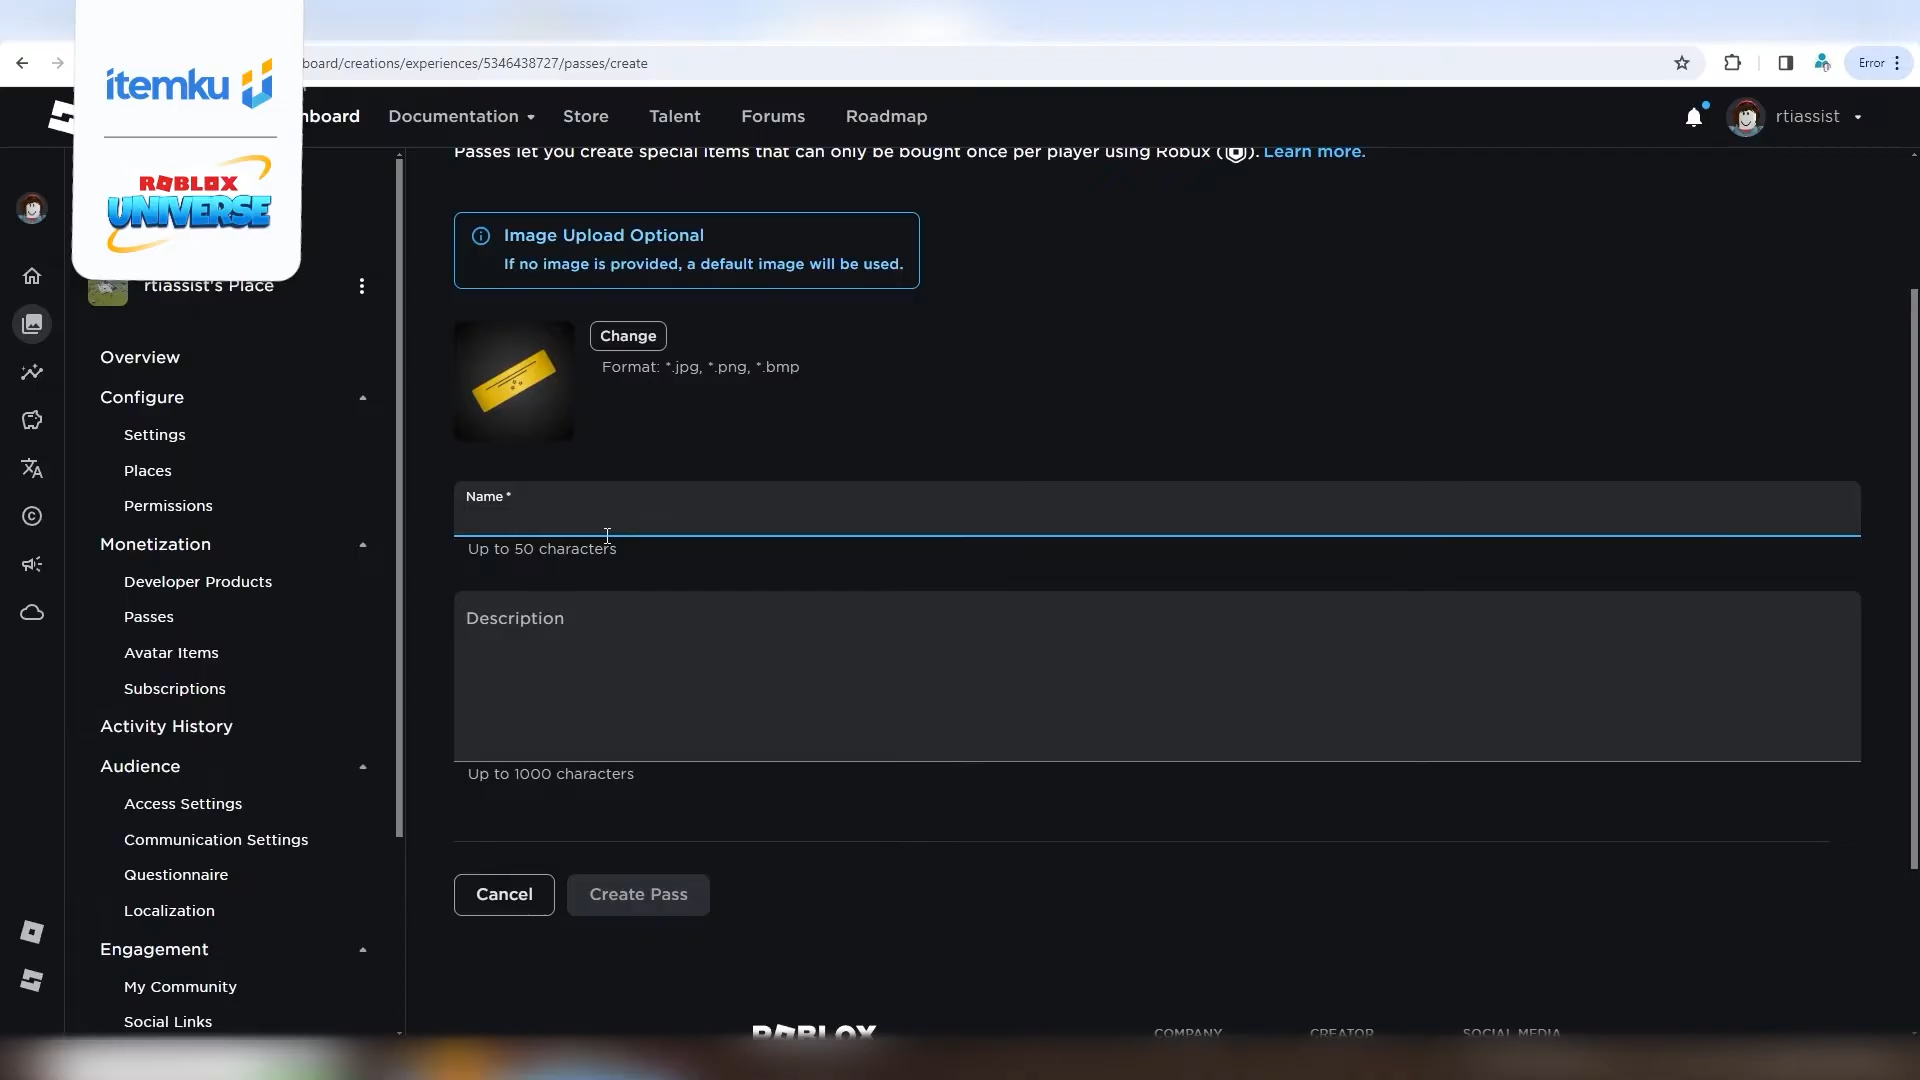 itemku
ROBLOX
UNIVERSE
board/creations/experiences/5346438727/passes/create
Error
hboard
Documentation
Store
Talent
Forums
Roadmap
rtiassist
Passes let you create special items that can only be bought once per player using Robux ( ). Learn more.
rtiassist's Place
Overview
Configure
Settings
Places
Permissions
Monetization
Developer Products
Passes
Avatar Items
Subscriptions
Activity History
Audience
Access Settings
Communication Settings
Questionnaire
Localization
Engagement
My Community
Social Links
Image Upload Optional
If no image is provided, a default image will be used.
Change
Format: *.jpg, *.png, *.bmp
Name *
Up to 50 characters
Description
Up to 1000 characters
Cancel
Create Pass
ROBLOX
COMPANY
CREATOR
SOCIAL MEDIA